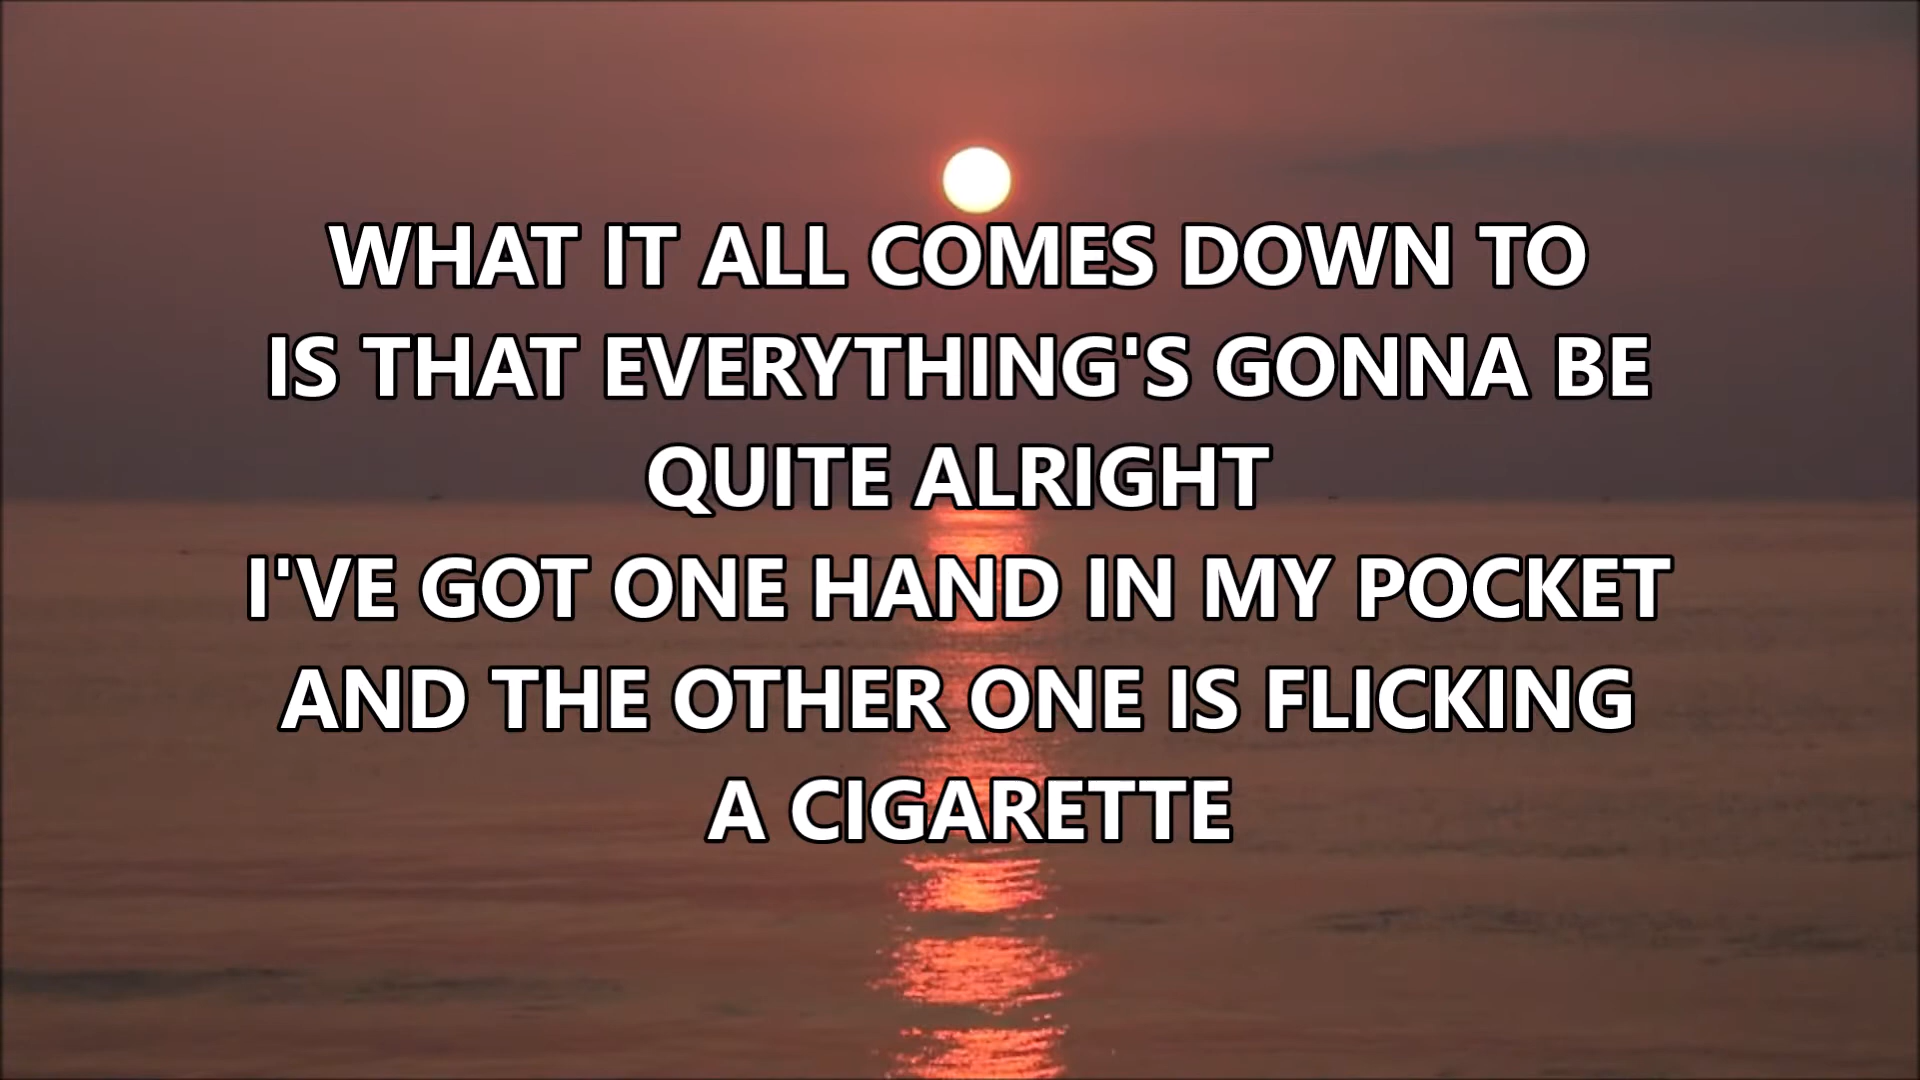 WHAT IT ALL COMES DOWN TO
IS THAT EVERYTHING'S GONNA BE
QUITE ALRIGHT
I'VE GOT ONE HAND IN MY POCKET
AND THE OTHER ONE IS FLICKING
A CIGARETTE